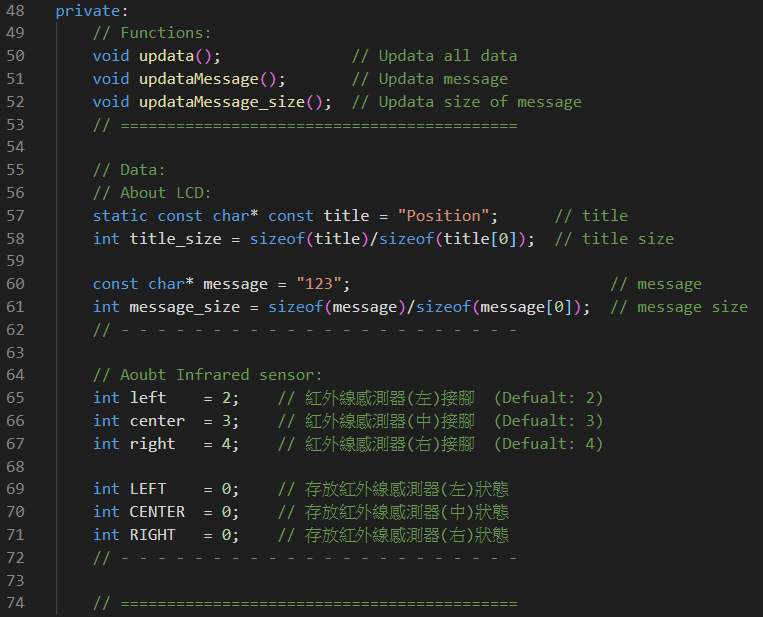 48 private:
49     // Functions:
50     void updata();              // Updata all data
51     void updataMessage();       // Updata message
52     void updataMessage_size();  // Updata size of message
53     // ===========================================
54
55     // Data:
56     // About LCD:
57     static const char* const title = "Position";      // title
58     int title_size = sizeof(title)/sizeof(title[0]);  // title size
59
60     const char* message = "123";                            // message
61     int message_size = sizeof(message)/sizeof(message[0]);  // message size
62     // - - - - - - - - - - - - - - - - - - - - - -
63
64     // Aoubt Infrared sensor:
65     int left    = 2;    // 紅外線感測器(左)接腳  (Defualt: 2)
66     int center  = 3;    // 紅外線感測器(中)接腳  (Defualt: 3)
67     int right   = 4;    // 紅外線感測器(右)接腳  (Defualt: 4)
68
69     int LEFT    = 0;    // 存放紅外線感測器(左)狀態
70     int CENTER  = 0;    // 存放紅外線感測器(中)狀態
71     int RIGHT   = 0;    // 存放紅外線感測器(右)狀態
72     // - - - - - - - - - - - - - - - - - - - - - -
73
74     // ===========================================